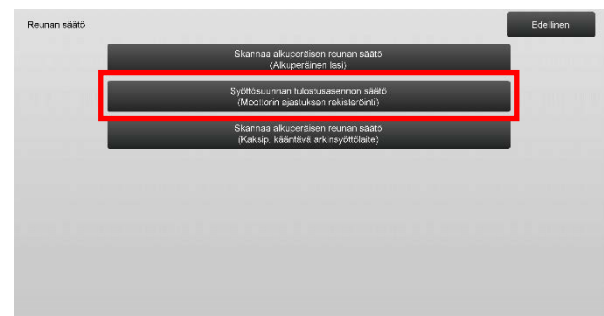 Reunan säätö
Edellinen
Skannaa alkuperäisen reunan säätö
(Alkuperäinen lasi)
Syöttösuunnan tulostusasennon säätö
(Moottorin ajastuksen rekisteröinti)
Skannaa alkuperäisen reunan säätö
(Kaksip. kääntävä arkinsyöttölaite)